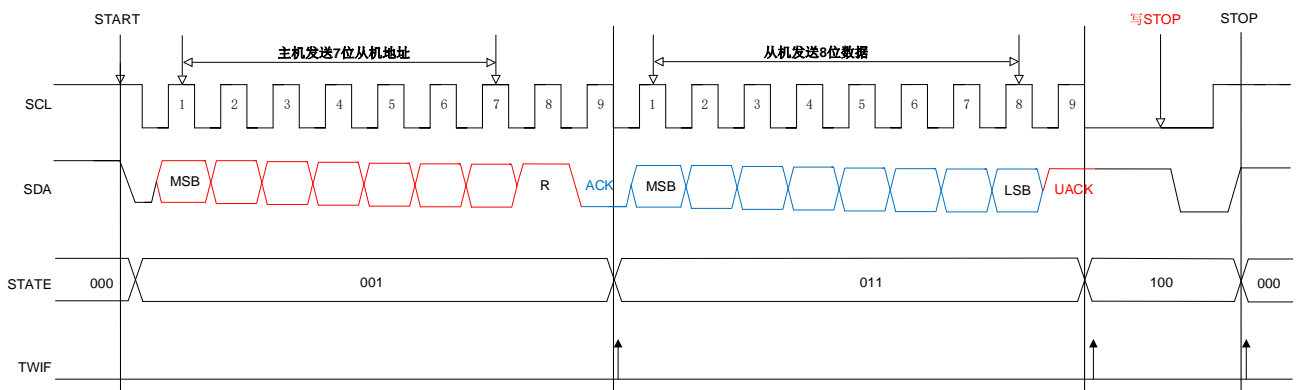 START 写STOP STOP
主机发送7位从机地址 从机发送8位数据
SCL 1 2 3 4 5 6 7 8 9 1 2 3 4 5 6 7 8 9
SDA MSB R ACK MSB LSB UACK
STATE 000 001 011 100 000
TWIF